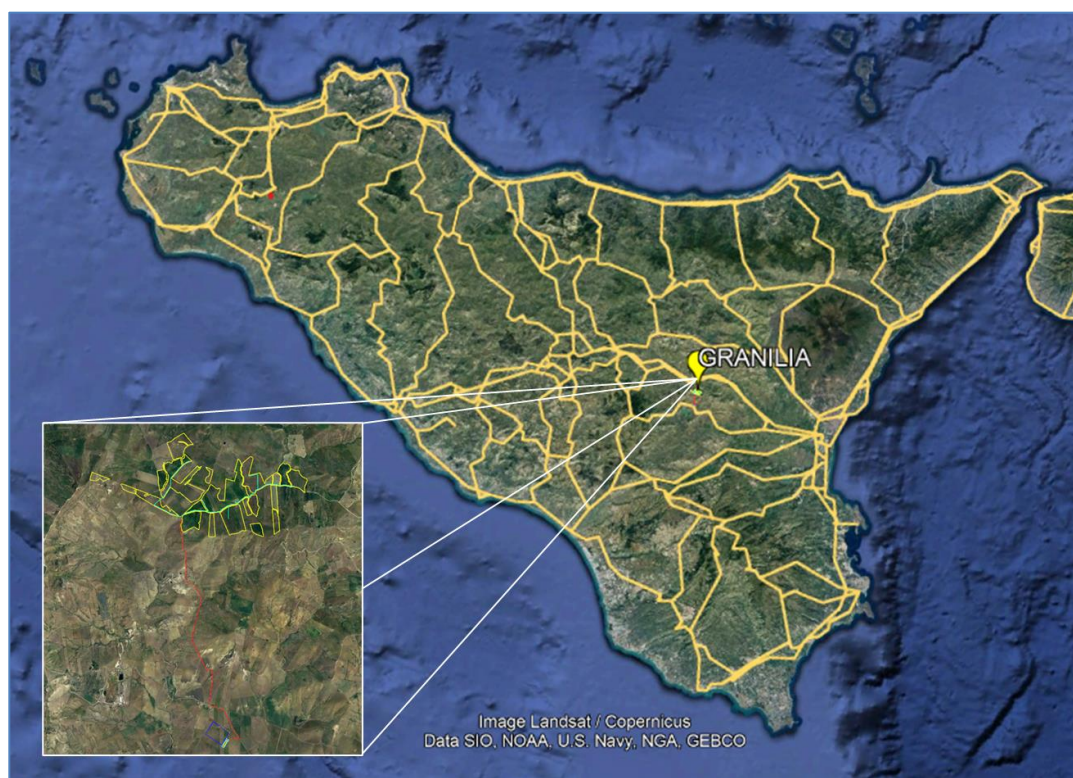 GRANILIA
Image Landsat / Copernicus
Data SIO, NOAA, U.S. Navy, NGA, GEBCO